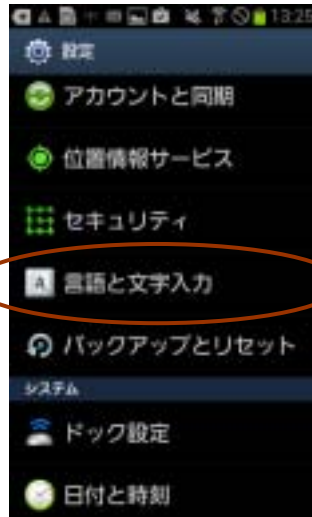 13:25
設定
アカウントと同期
位置情報サービス
セキュリティ
A
言語と文字入力
バックアップとリセット
システム
ドック設定
日付と時刻